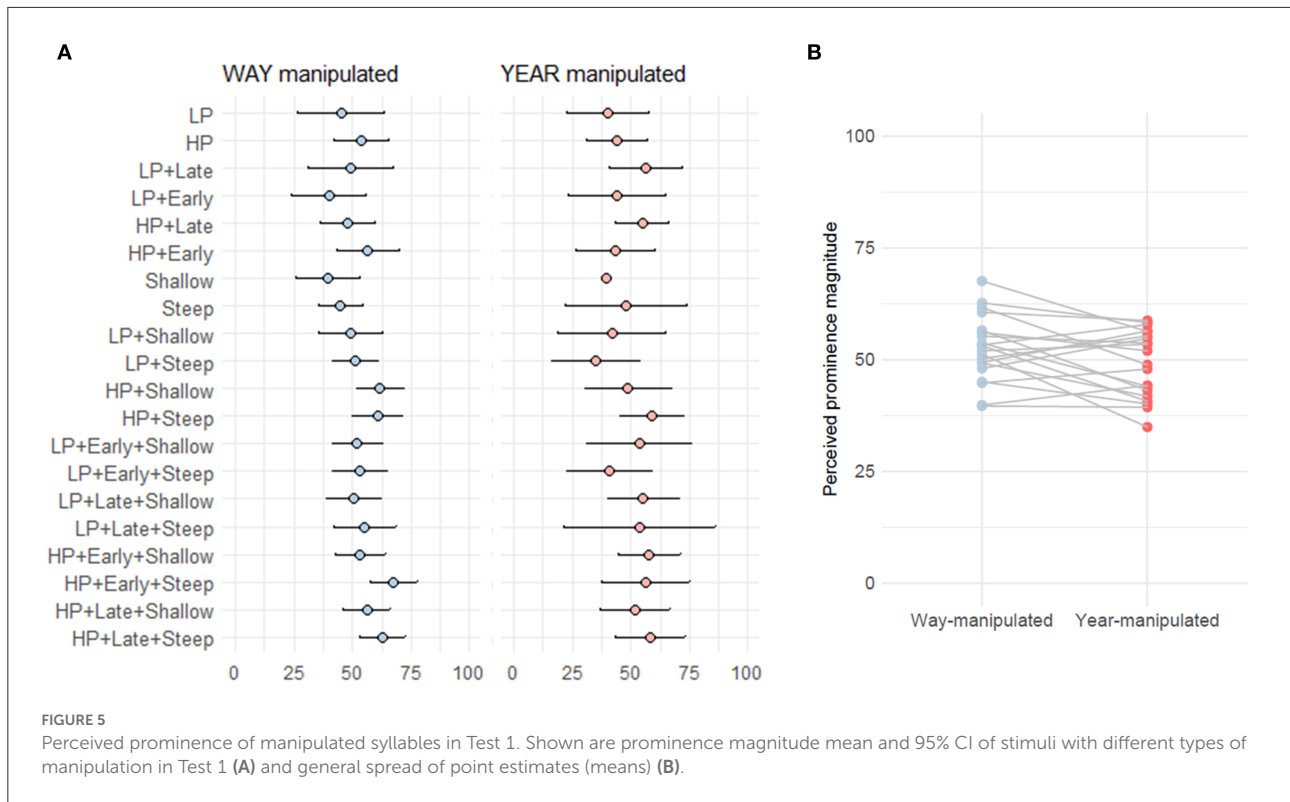 A
B
WAY manipulated
YEAR manipulated
LP
HP
LP+Late
LP+Early
HP+Late
HP+Early
Shallow
Steep
LP+Shallow
LP+Steep
HP+Shallow
HP+Steep
LP+Early+Shallow
LP+Early+Steep
LP+Late+Shallow
LP+Late+Steep
HP+Early+Shallow
HP+Early+Steep
HP+Late+Shallow
HP+Late+Steep
0 25 50 75 100
0 25 50 75 100
Perceived prominence magnitude
100
75
50
25
0
Way-manipulated Year-manipulated
FIGURE 5
Perceived prominence of manipulated syllables in Test 1. Shown are prominence magnitude mean and 95% CI of stimuli with different types of
manipulation in Test 1 (A) and general spread of point estimates (means) (B).